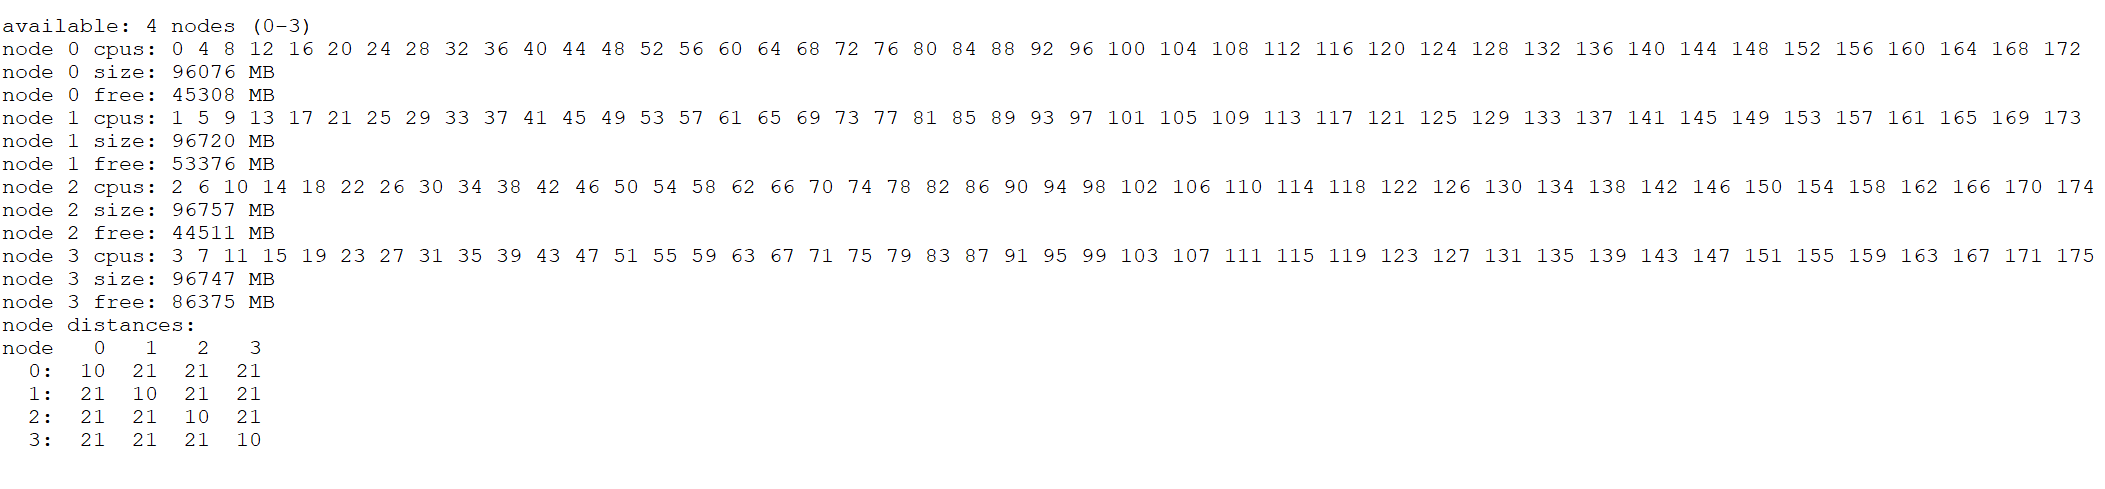 available: 4 nodes (0-3)
node 0 cpus: 0 4 8 12 16 20 24 28 32 36 40 44 48 52 56 60 64 68 72 76 80 84 88 92 96 100 104 108 112 116 120 124 128 132 136 140 144 148 152 156 160 164 168 172
node 0 size: 96076 MB
node 0 free: 45308 MB
node 1 cpus: 1 5 9 13 17 21 25 29 33 37 41 45 49 53 57 61 65 69 73 77 81 85 89 93 97 101 105 109 113 117 121 125 129 133 137 141 145 149 153 157 161 165 169 173
node 1 size: 96720 MB
node 1 free: 53376 MB
node 2 cpus: 2 6 10 14 18 22 26 30 34 38 42 46 50 54 58 62 66 70 74 78 82 86 90 94 98 102 106 110 114 118 122 126 130 134 138 142 146 150 154 158 162 166 170 174
node 2 size: 96757 MB
node 2 free: 44511 MB
node 3 cpus: 3 7 11 15 19 23 27 31 35 39 43 47 51 55 59 63 67 71 75 79 83 87 91 95 99 103 107 111 115 119 123 127 131 135 139 143 147 151 155 159 163 167 171 175
node 3 size: 96747 MB
node 3 free: 86375 MB
node distances:
node   0   1   2   3
  0:  10  21  21  21
  1:  21  10  21  21
  2:  21  21  10  21
  3:  21  21  21  10